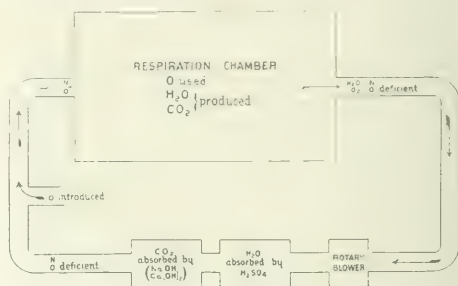 RESPIRATION CHAMBER
O used
H₂O
CO₂ } produced
N
O
H₂O N
O₂ O deficient
O introduced
N
O deficient
CO₂
absorbed by
(NaOH
Ca(OH)₂)
H₂O
absorbed by
H₂SO₄
ROTARY
BLOWER